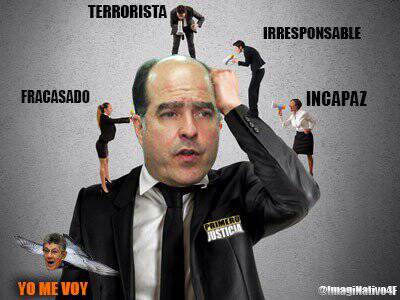 TERRORISTA
IRRESPONSABLE
FRACASADO
INCAPAZ
PRIMERO
JUSTICIA
YO ME VOY
@ImagiNativo4F